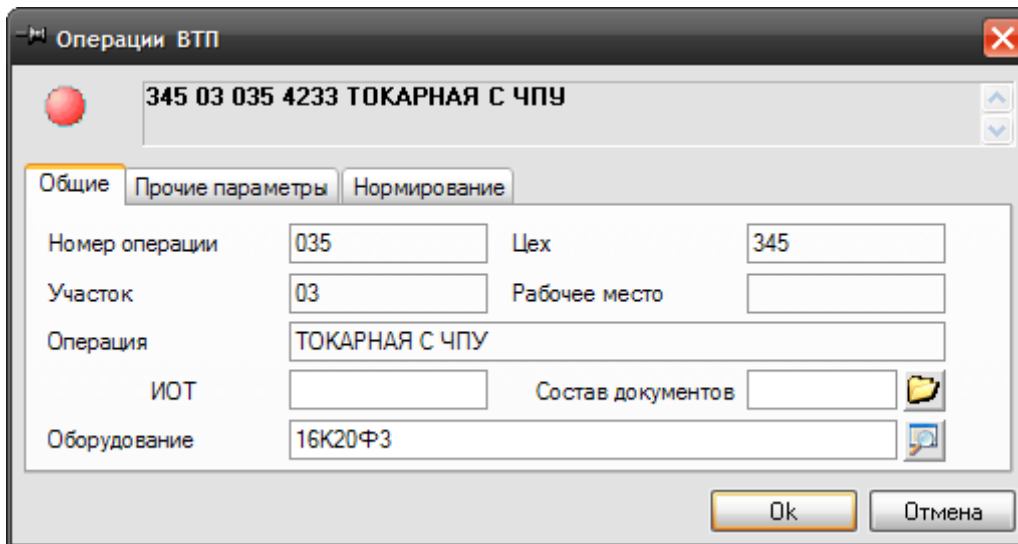 Операции ВТП
345 03 035 4233 ТОКАРНАЯ С ЧПУ
Общие Прочие параметры Нормирование
Номер операции 035 Цех 345
Участок 03 Рабочее место
Операция ТОКАРНАЯ С ЧПУ
ИОТ Состав документов
Оборудование 16К20Ф3
Ok Отмена